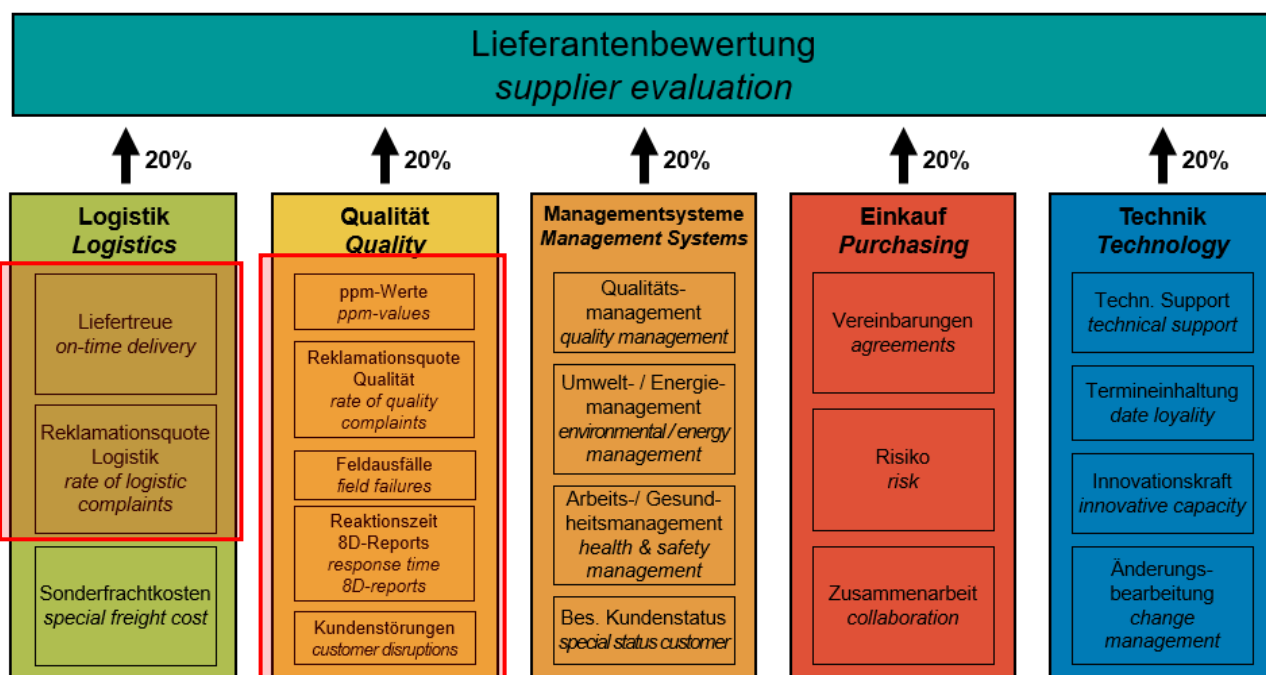 Lieferantenbewertung
supplier evaluation
20%
20%
20%
20%
20%
Logistik
Logistics
Liefertreue
on-time delivery
Reklamationsquote
Logistik
rate of logistic
complaints
Sonderfrachtkosten
special freight cost
Qualität
Quality
ppm-Werte
ppm-values
Reklamationsquote
Qualität
rate of quality
complaints
Feldausfälle
field failures
Reaktionszeit
8D-Reports
response time
8D-reports
Kundenstörungen
customer disruptions
Managementsysteme
Management Systems
Qualitäts-
management
quality management
Umwelt- / Energie-
management
environmental / energy
management
Arbeits-/ Gesund-
heitsmanagement
health & safety
management
Bes. Kundenstatus
special status customer
Einkauf
Purchasing
Vereinbarungen
agreements
Risiko
risk
Zusammenarbeit
collaboration
Technik
Technology
Techn. Support
technical support
Termineinhaltung
date loyality
Innovationskraft
innovative capacity
Änderungs-
bearbeitung
change
management